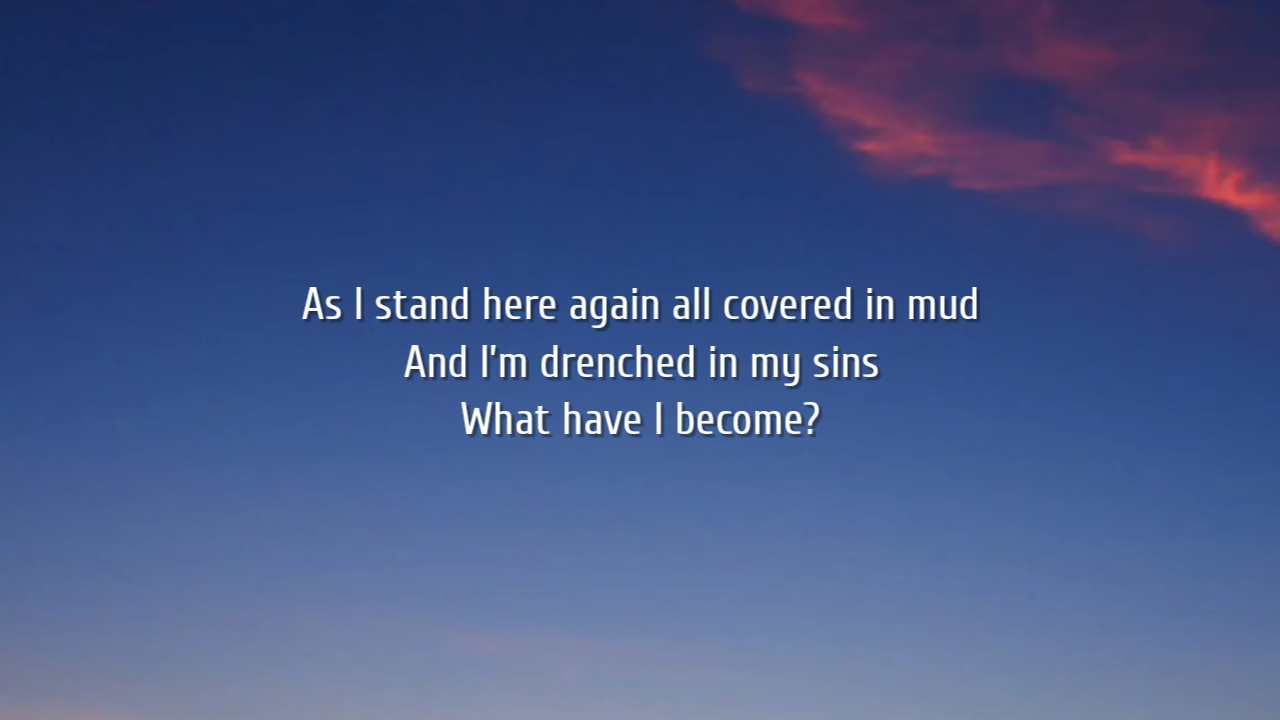 As I stand here again all covered in mud
And I'm drenched in my sins
What have I become?